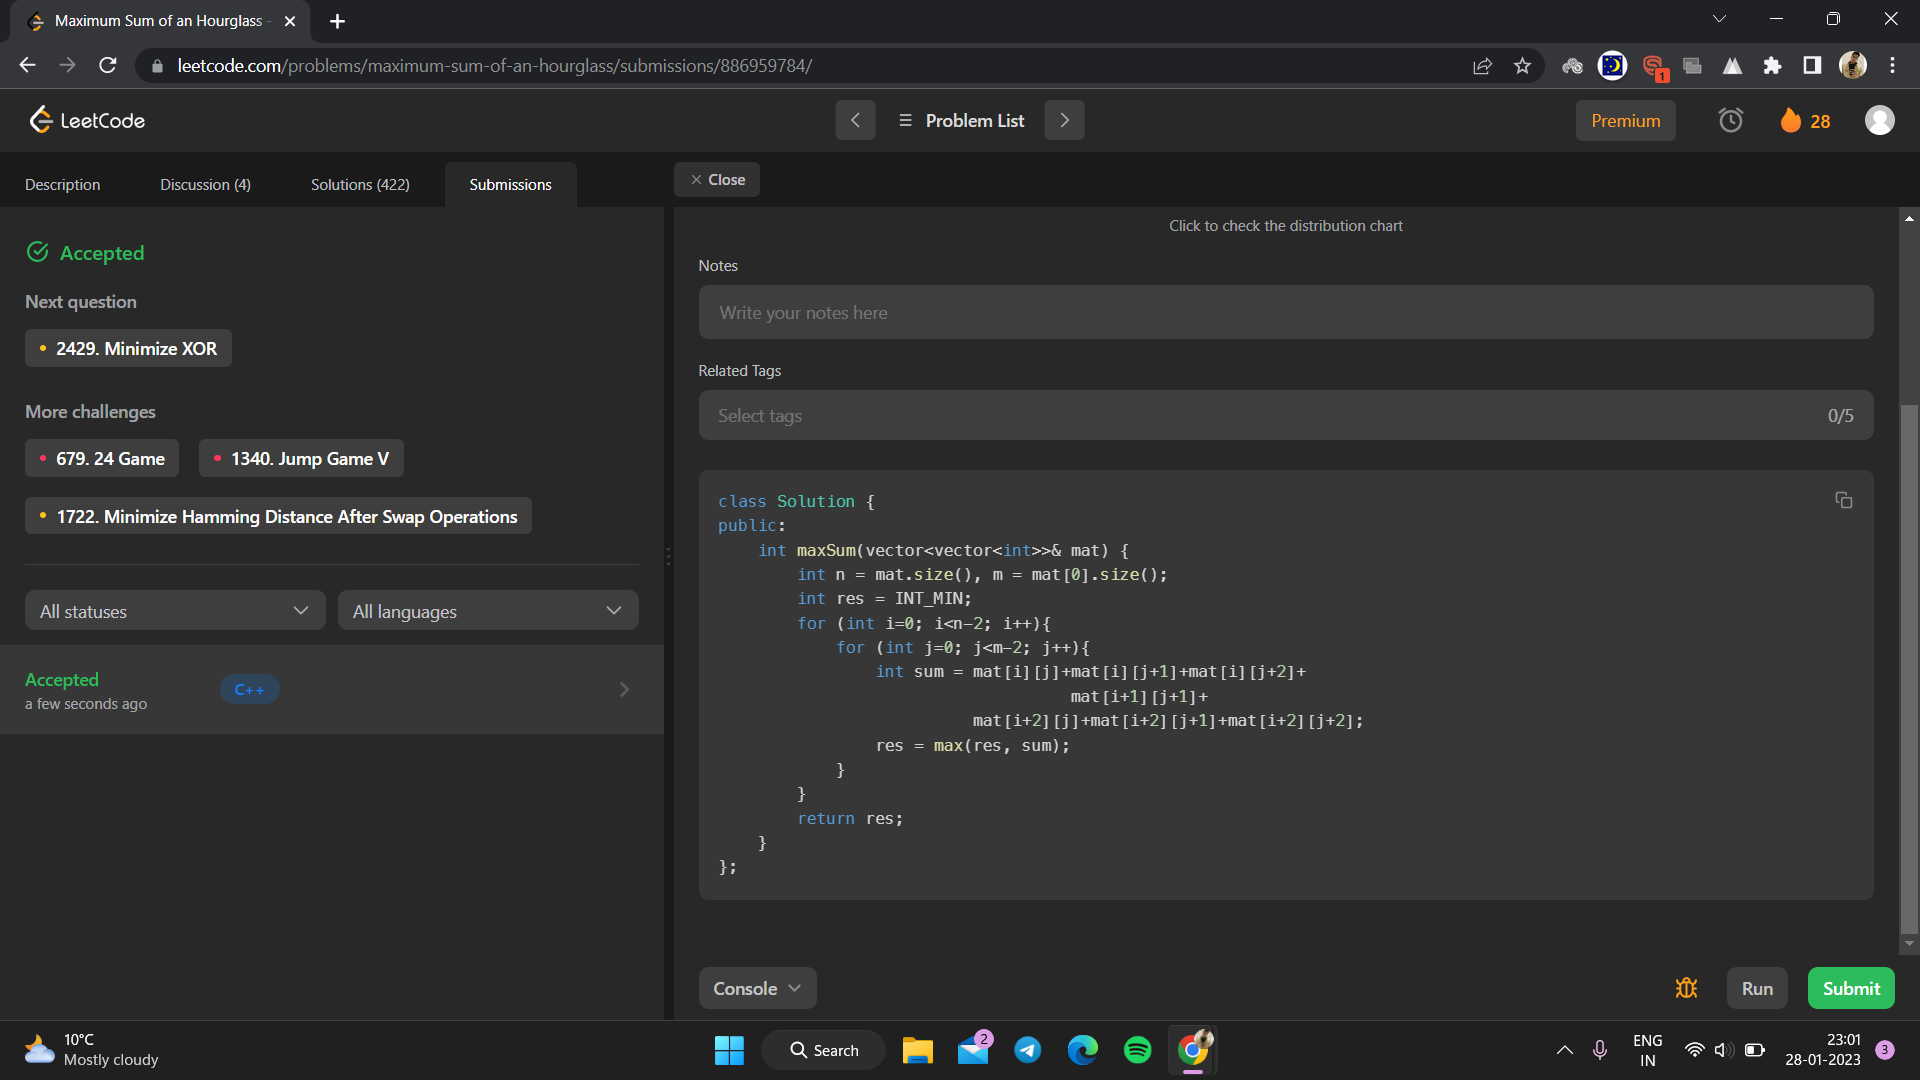 Maximum Sum of an Hourglass -
leetcode.com/problems/maximum-sum-of-an-hourglass/submissions/886959784/
1
LeetCode
Problem List
Premium
28
Description
Discussion (4)
Solutions (422)
Submissions
Close
Accepted
Next question
2429. Minimize XOR
More challenges
679. 24 Game
1340. Jump Game V
1722. Minimize Hamming Distance After Swap Operations
All statuses
All languages
Accepted
a few seconds ago
C++
Click to check the distribution chart
Notes
Write your notes here
Related Tags
Select tags
0/5
class Solution {
public:
    int maxSum(vector<vector<int>>& mat) {
        int n = mat.size(), m = mat[0].size();
        int res = INT_MIN;
        for (int i=0; i<n-2; i++){
            for (int j=0; j<m-2; j++){
                int sum = mat[i][j]+mat[i][j+1]+mat[i][j+2]+
                                    mat[i+1][j+1]+
                          mat[i+2][j]+mat[i+2][j+1]+mat[i+2][j+2];
                res = max(res, sum);
            }
        }
        return res;
    }
};
Console
Run
Submit
10°C
Mostly cloudy
Search
2
ENG
IN
23:01
28-01-2023
3